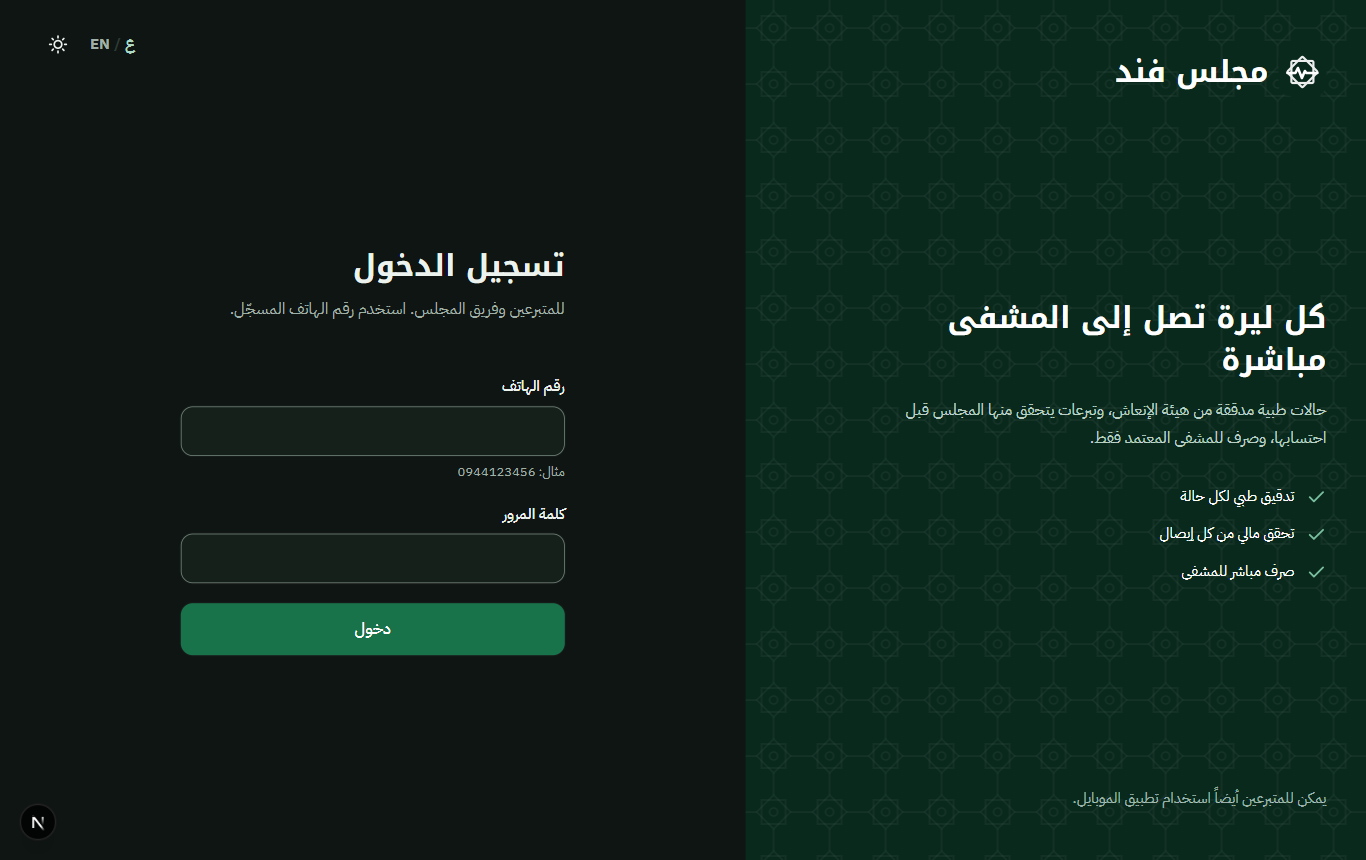 مجلس فند
كل ليرة تصل إلى المشفى
مباشرة
حالات طبية مدققة من هيئة الإنعاش، وتبرعات يتحقق منها المجلس قبل
احتسابها، وصرف للمشفى المعتمد فقط.
تدقيق طبي لكل حالة
تحقق مالي من كل إيصال
صرف مباشر للمشفى
يمكن للمتبرعين أيضاً استخدام تطبيق الموبايل.
ع / EN
تسجيل الدخول
للمتبرعين وفريق المجلس. استخدم رقم الهاتف المسجّل.
رقم الهاتف
مثال: 0944123456
كلمة المرور
دخول
N